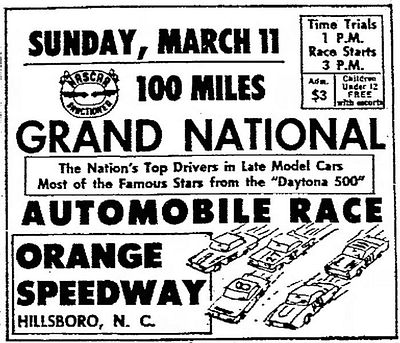 SUNDAY, MARCH 11
Time Trials
1 P.M.
Race Starts
3 P.M.
NASCAR
SANCTIONED
100 MILES
Adm.
$3
Children
Under 12
FREE
with escorts
GRAND NATIONAL
The Nation's Top Drivers in Late Model Cars
Most of the Famous Stars from the "Daytona 500"
AUTOMOBILE RACE
ORANGE
SPEEDWAY
HILLSBORO, N. C.